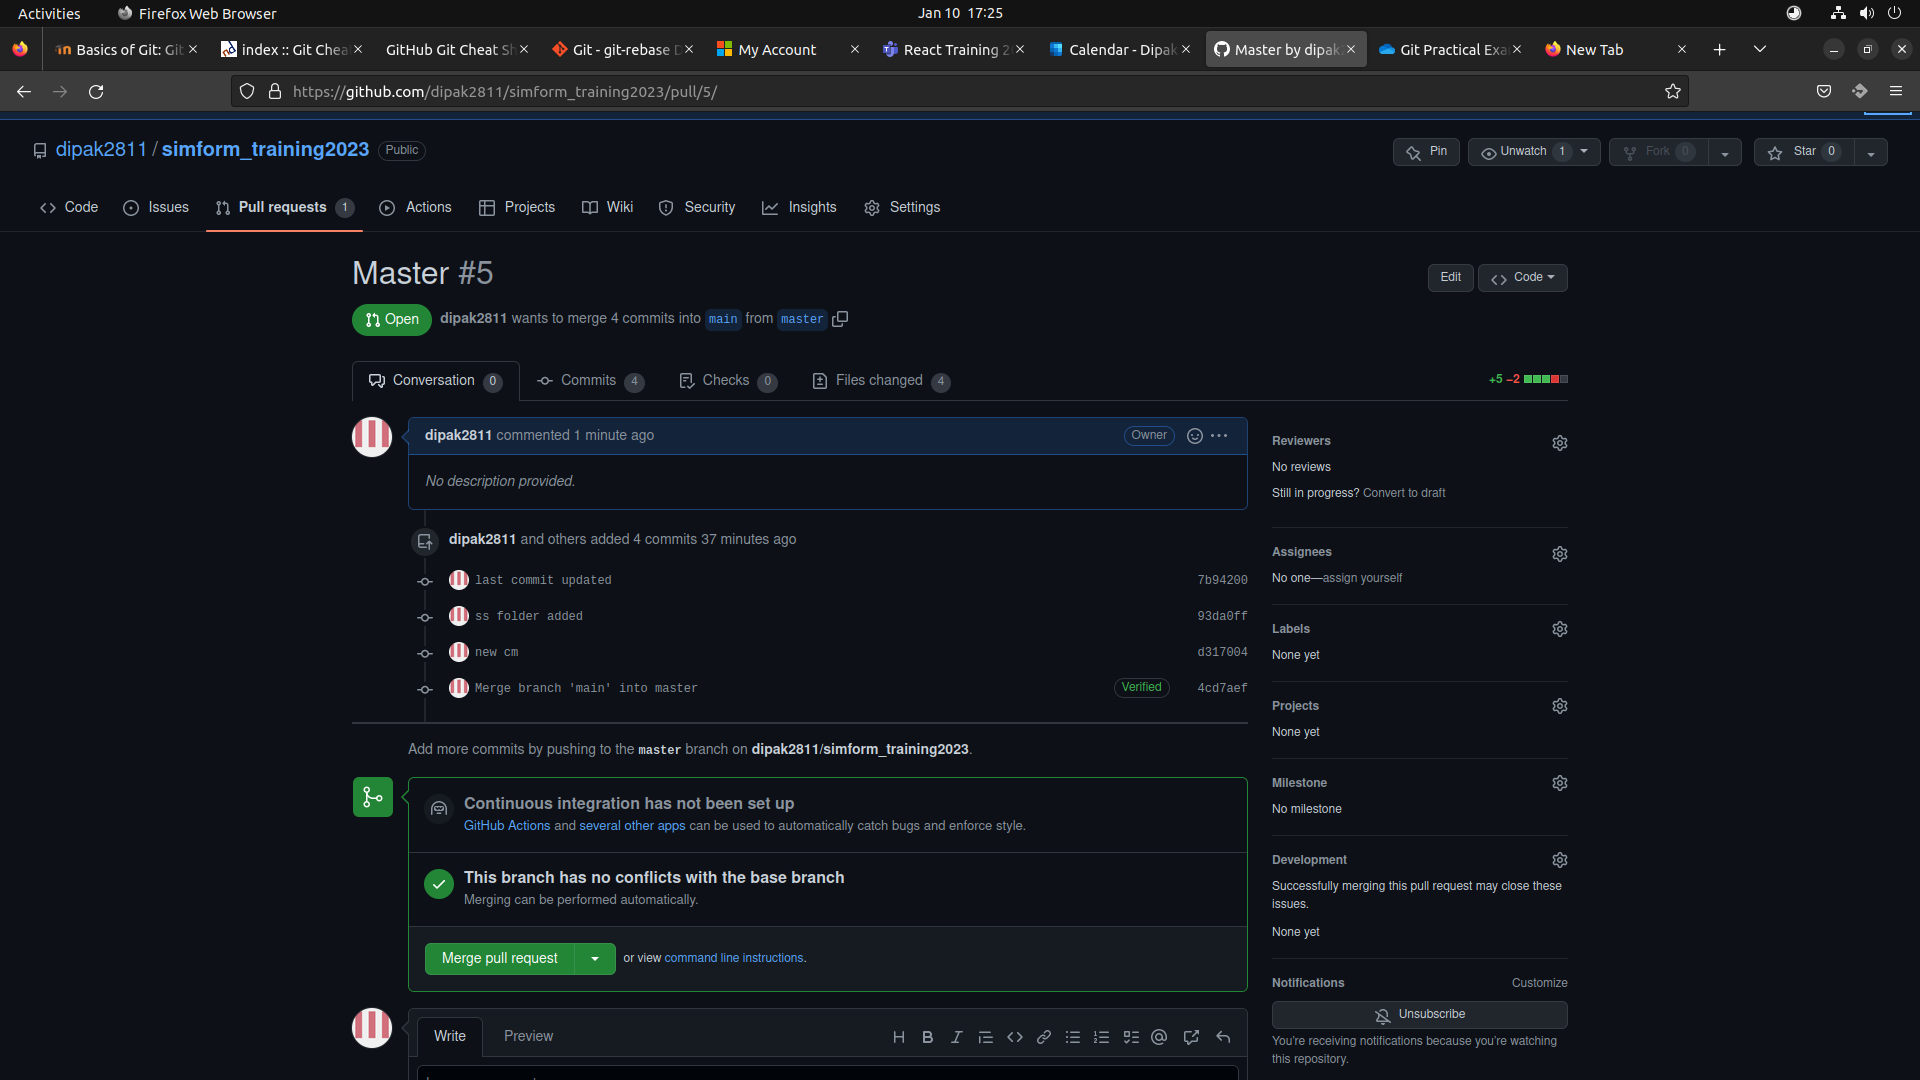 Activities Firefox Web Browser Jan 10 17:25
Basics of Git: Git index :: Git Chea GitHub Git Cheat Sh Git - git-rebase D My Account React Training 2 Calendar - Dipak Master by dipak Git Practical Exa New Tab
https://github.com/dipak2811/simform_training2023/pull/5/
dipak2811 / simform_training2023 Public
Pin Unwatch 1 Fork 0 Star 0
Code Issues Pull requests 1 Actions Projects Wiki Security Insights Settings
Master #5
Edit Code
Open dipak2811 wants to merge 4 commits into main from master
Conversation 0 Commits 4 Checks 0 Files changed 4 +5 −2
dipak2811 commented 1 minute ago Owner
No description provided.
dipak2811 and others added 4 commits 37 minutes ago
last commit updated 7b94200
ss folder added 93da0ff
new cm d317004
Merge branch 'main' into master Verified 4cd7aef
Add more commits by pushing to the master branch on dipak2811/simform_training2023.
Continuous integration has not been set up
GitHub Actions and several other apps can be used to automatically catch bugs and enforce style.
This branch has no conflicts with the base branch
Merging can be performed automatically.
Merge pull request or view command line instructions.
Write Preview
Reviewers
No reviews
Still in progress? Convert to draft
Assignees
No one—assign yourself
Labels
None yet
Projects
None yet
Milestone
No milestone
Development
Successfully merging this pull request may close these
issues.
None yet
Notifications Customize
Unsubscribe
You're receiving notifications because you're watching
this repository.